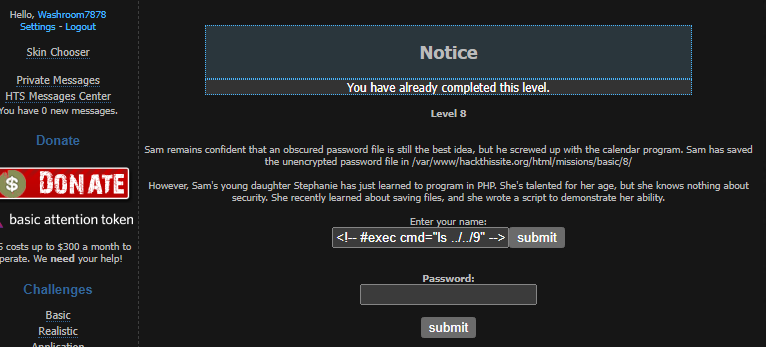 Hello, Washroom7878
Settings - Logout
Skin Chooser
Private Messages
HTS Messages Center
You have 0 new messages.
Donate
$ DONATE
basic attention token
costs up to $300 a month to
perate. We need your help!
Challenges
Basic
Realistic
Application
Notice
You have already completed this level.
Level 8
Sam remains confident that an obscured password file is still the best idea, but he screwed up with the calendar program. Sam has saved
the unencrypted password file in /var/www/hackthissite.org/html/missions/basic/8/
However, Sam's young daughter Stephanie has just learned to program in PHP. She's talented for her age, but she knows nothing about
security. She recently learned about saving files, and she wrote a script to demonstrate her ability.
Enter your name:
<!-- #exec cmd="ls ../../9" --> submit
Password:
submit